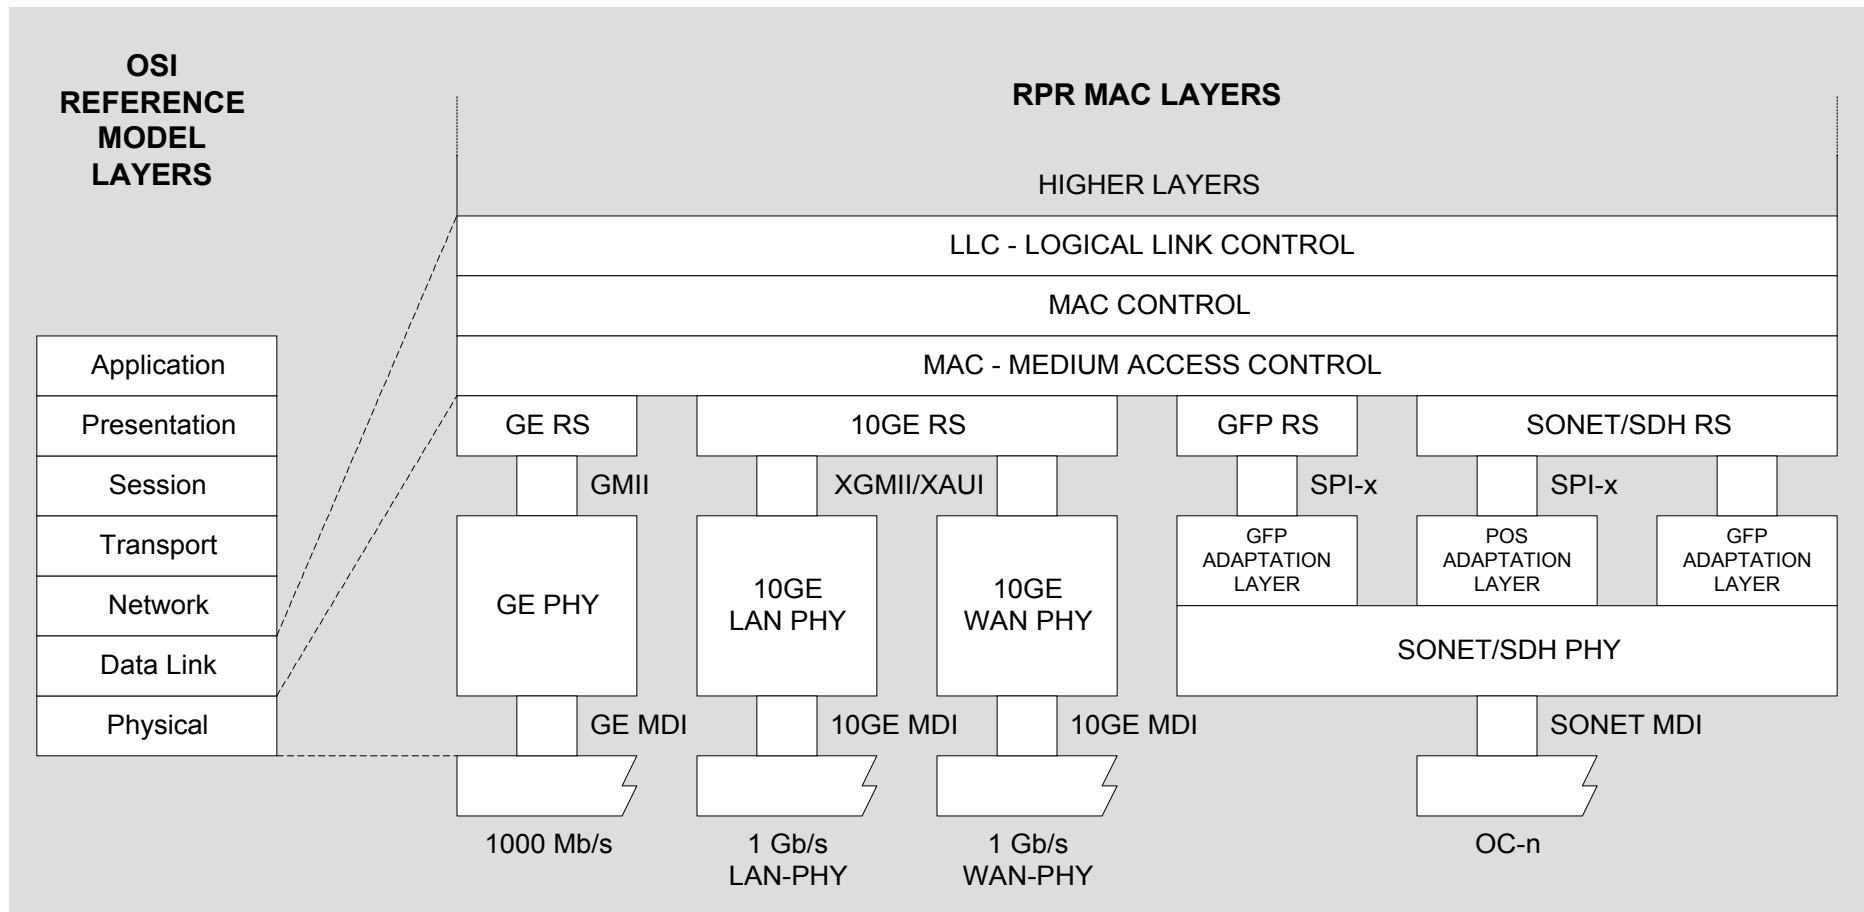 OSI
REFERENCE
MODEL
LAYERS
RPR MAC LAYERS
HIGHER LAYERS
LLC - LOGICAL LINK CONTROL
MAC CONTROL
MAC - MEDIUM ACCESS CONTROL
Application
Presentation
Session
Transport
Network
Data Link
Physical
GE RS
10GE RS
GFP RS
SONET/SDH RS
GMII
XGMII/XAUI
SPI-x
SPI-x
GE PHY
10GE
LAN PHY
10GE
WAN PHY
GFP
ADAPTATION
LAYER
POS
ADAPTATION
LAYER
GFP
ADAPTATION
LAYER
SONET/SDH PHY
GE MDI
10GE MDI
10GE MDI
SONET MDI
1000 Mb/s
1 Gb/s
LAN-PHY
1 Gb/s
WAN-PHY
OC-n